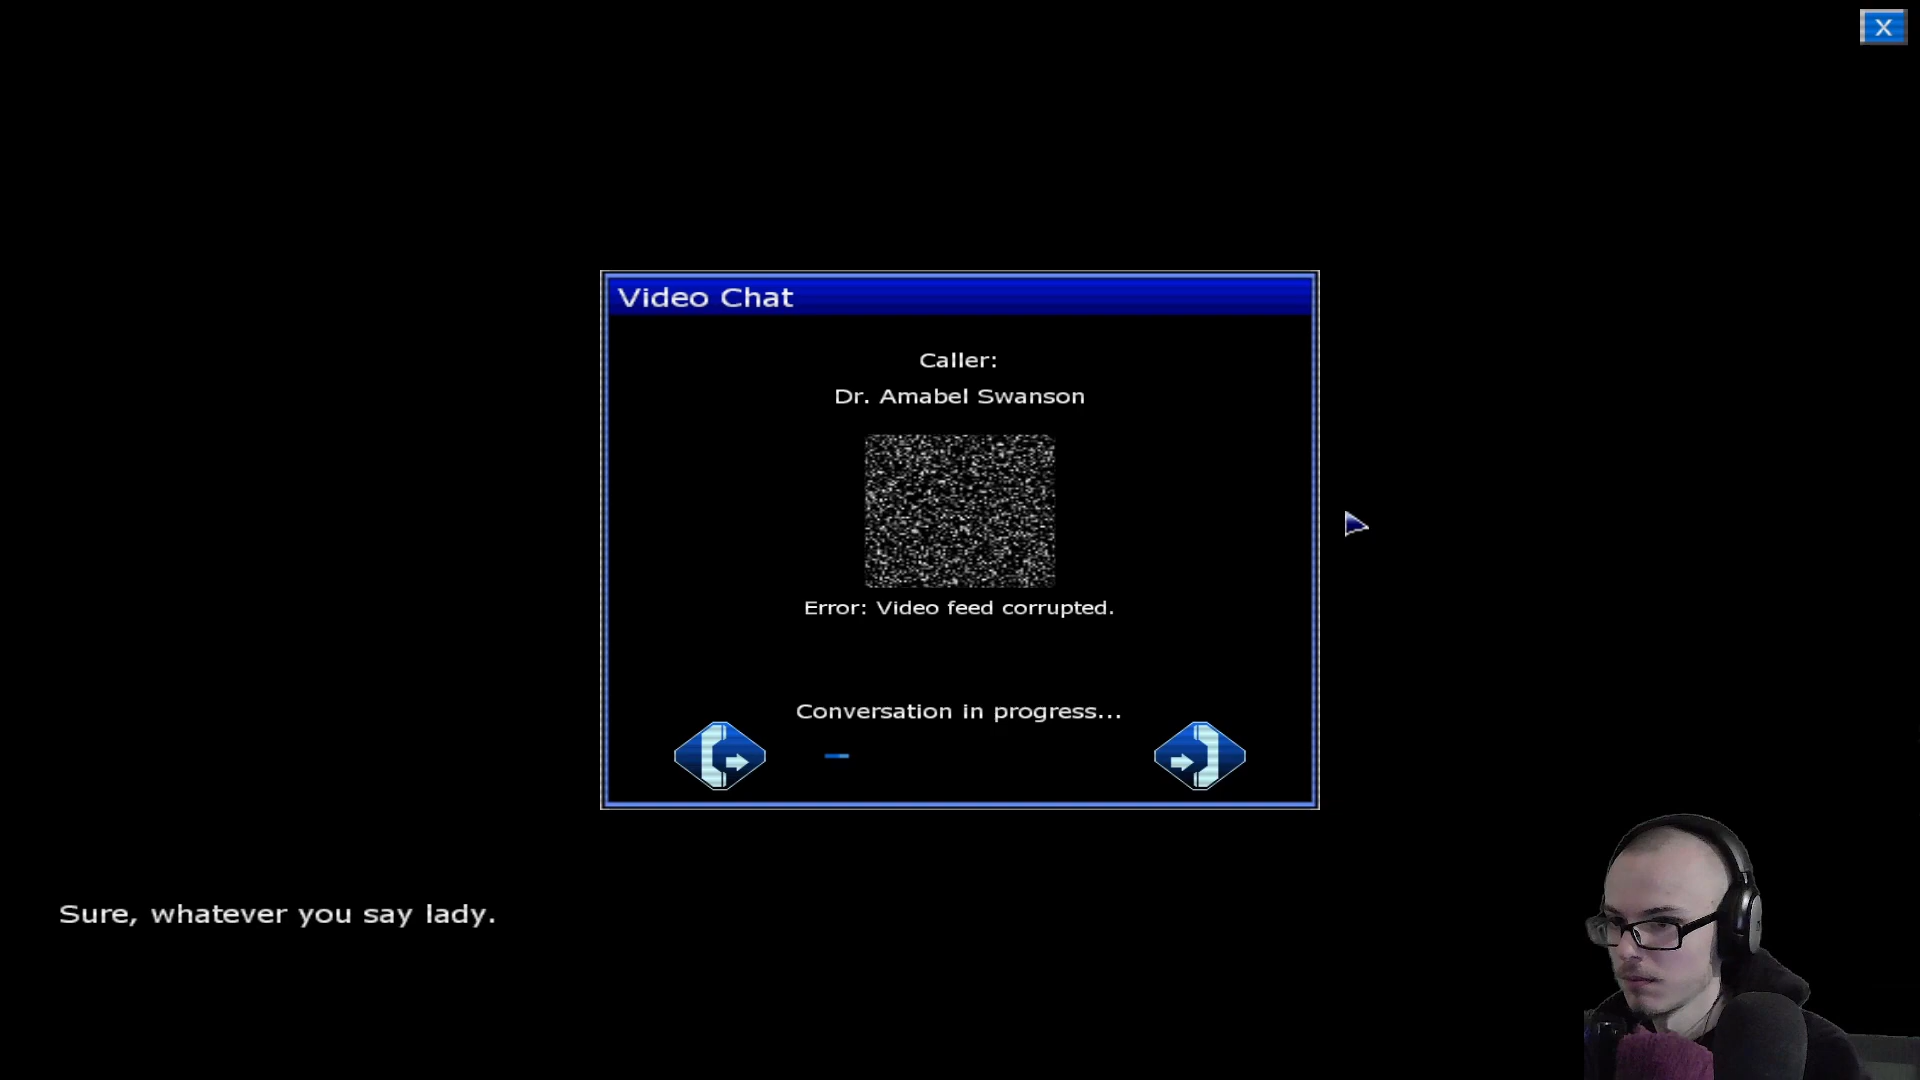 X
Video Chat
Caller:
Dr. Amabel Swanson
Error: Video feed corrupted.
Conversation in progress...
Sure, whatever you say lady.